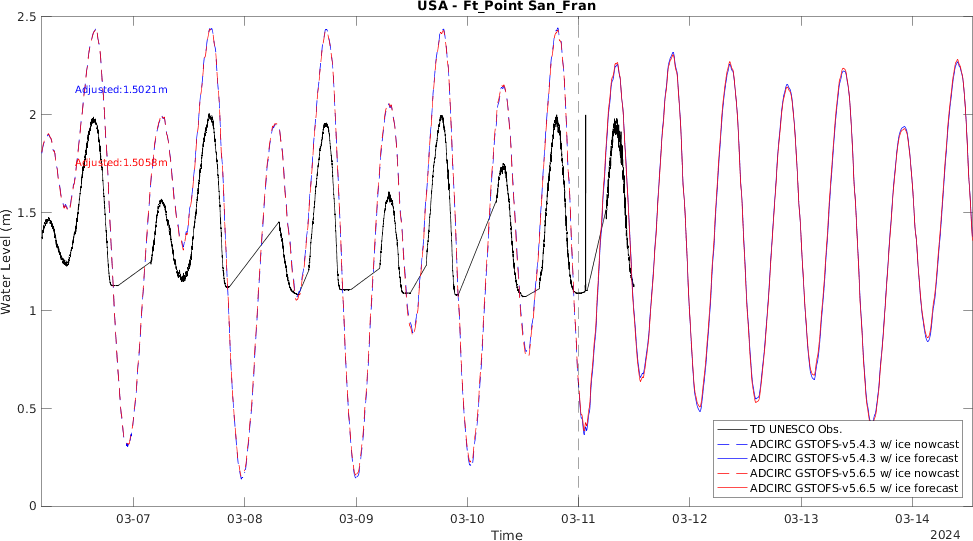 USA - Ft_Point San_Fran
2.5
2
1.5
1
0.5
0
Water Level (m)
Adjusted:1.5021m
Adjusted:1.5058m
TD UNESCO Obs.
ADCIRC GSTOFS-v5.4.3 w/ ice nowcast
ADCIRC GSTOFS-v5.4.3 w/ ice forecast
ADCIRC GSTOFS-v5.6.5 w/ ice nowcast
ADCIRC GSTOFS-v5.6.5 w/ ice forecast
03-07 03-08 03-09 03-10 03-11 03-12 03-13 03-14
Time
2024